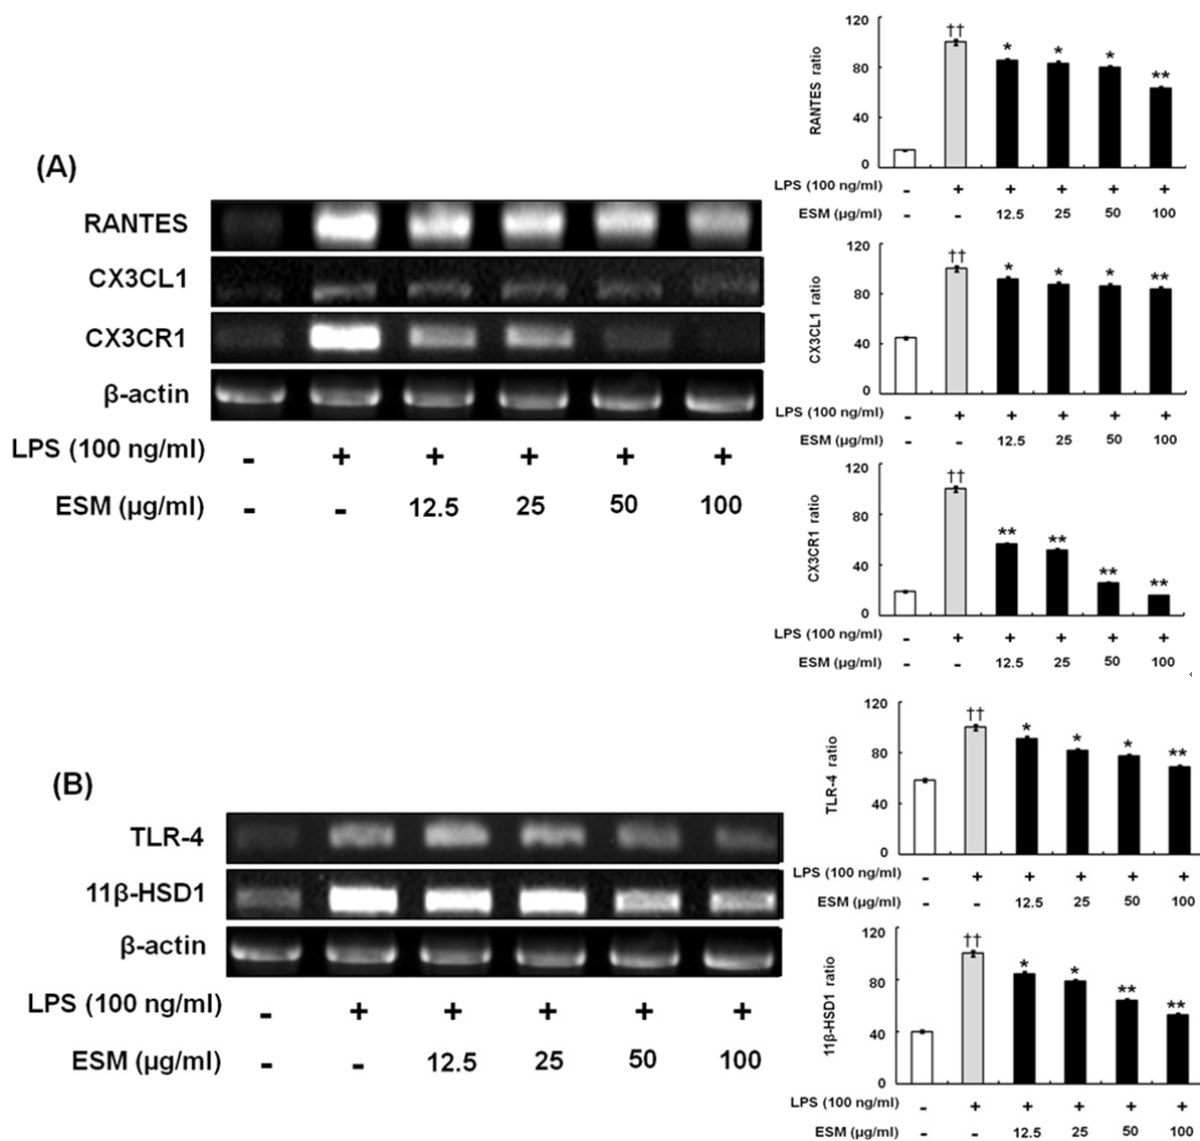 (A)
RANTES
CX3CL1
CX3CR1
β-actin
LPS (100 ng/ml) - + + + + +
ESM (µg/ml) - - 12.5 25 50 100
120
80
40
0
RANTES ratio
†† * * * **
LPS (100 ng/ml) - + + + + +
ESM (µg/ml) - - 12.5 25 50 100
120
80
40
0
CX3CL1 ratio
†† * * * **
LPS (100 ng/ml) - + + + + +
ESM (µg/ml) - - 12.5 25 50 100
120
80
40
0
CX3CR1 ratio
†† ** ** ** **
LPS (100 ng/ml) - + + + + +
ESM (µg/ml) - - 12.5 25 50 100
(B)
TLR-4
11β-HSD1
β-actin
LPS (100 ng/ml) - + + + + +
ESM (µg/ml) - - 12.5 25 50 100
120
80
40
0
TLR-4 ratio
†† * * * **
LPS (100 ng/ml) - + + + + +
ESM (µg/ml) - - 12.5 25 50 100
120
80
40
0
11β-HSD1 ratio
†† * * ** **
LPS (100 ng/ml) - + + + + +
ESM (µg/ml) - - 12.5 25 50 100